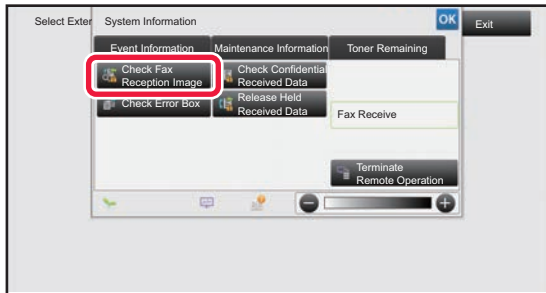 Select Exter
System Information
OK
Exit
Event Information
Maintenance Information
Toner Remaining
Check Fax
Reception Image
Check Confidential
Received Data
Check Error Box
Release Held
Received Data
Fax Receive
Terminate
Remote Operation